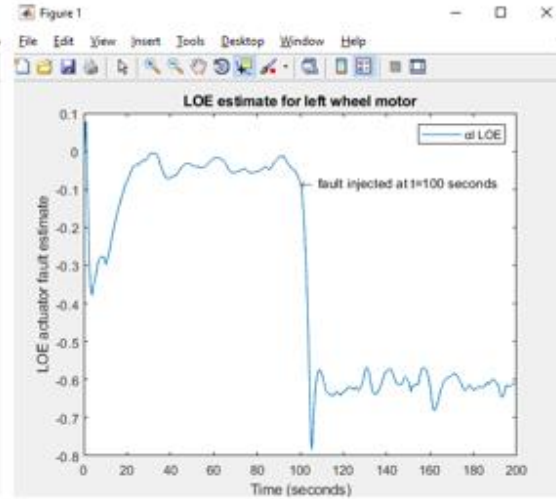 Figure 1
File Edit View Insert Tools Desktop Window Help
LOE estimate for left wheel motor
0.1
αl LOE
0
-0.1
fault injected at t=100 seconds
-0.2
-0.3
-0.4
-0.5
-0.6
-0.7
-0.8
LOE actuator fault estimate
0 20 40 60 80 100 120 140 160 180 200
Time (seconds)